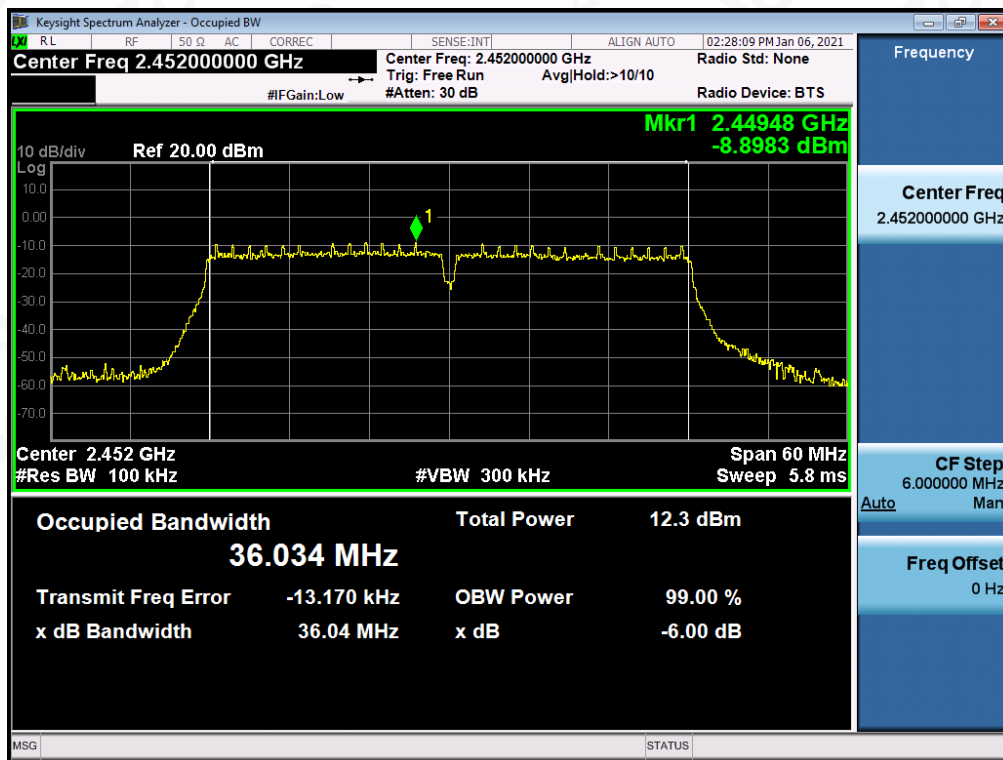 Keysight Spectrum Analyzer - Occupied BW
LXI RL RF 50 Ω AC CORREC SENSE:INT ALIGN AUTO 02:28:09 PM Jan 06, 2021
Center Freq 2.452000000 GHz
Center Freq: 2.452000000 GHz Radio Std: None
Trig: Free Run Avg|Hold:>10/10
#IFGain:Low #Atten: 30 dB Radio Device: BTS
Mkr1 2.44948 GHz
-8.8983 dBm
10 dB/div Ref 20.00 dBm
Log
10.0
0.00
-10.0
-20.0
-30.0
-40.0
-50.0
-60.0
-70.0
1
Center 2.452 GHz Span 60 MHz
#Res BW 100 kHz #VBW 300 kHz Sweep 5.8 ms
Occupied Bandwidth Total Power 12.3 dBm
36.034 MHz
Transmit Freq Error -13.170 kHz OBW Power 99.00 %
x dB Bandwidth 36.04 MHz x dB -6.00 dB
MSG STATUS
Frequency
Center Freq
2.452000000 GHz
CF Step
6.000000 MHz
Auto Man
Freq Offset
0 Hz